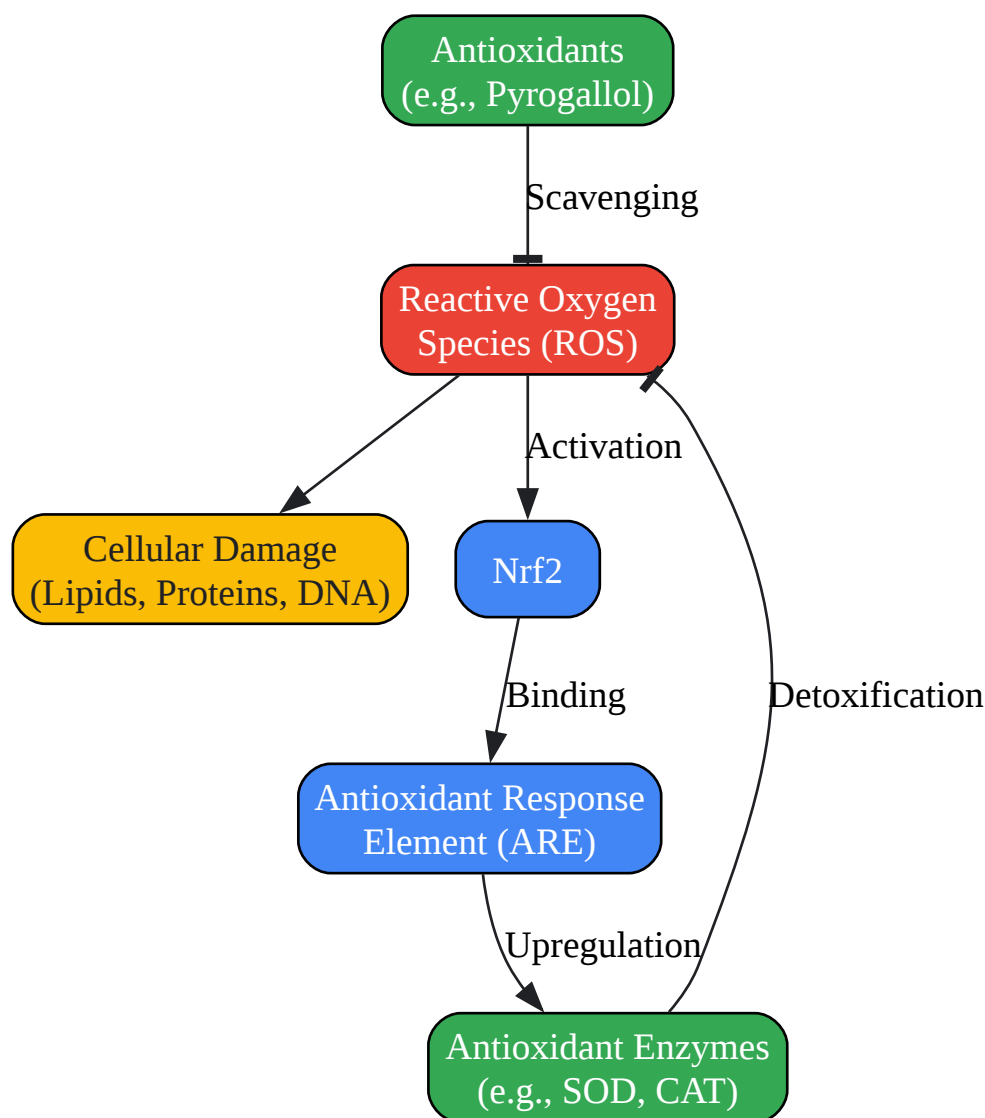 Antioxidants
(e.g., Pyrogallol)
Scavenging
Reactive Oxygen
Species (ROS)
Activation
Cellular Damage
(Lipids, Proteins, DNA)
Nrf2
Binding
Detoxification
Antioxidant Response
Element (ARE)
Upregulation
Antioxidant Enzymes
(e.g., SOD, CAT)